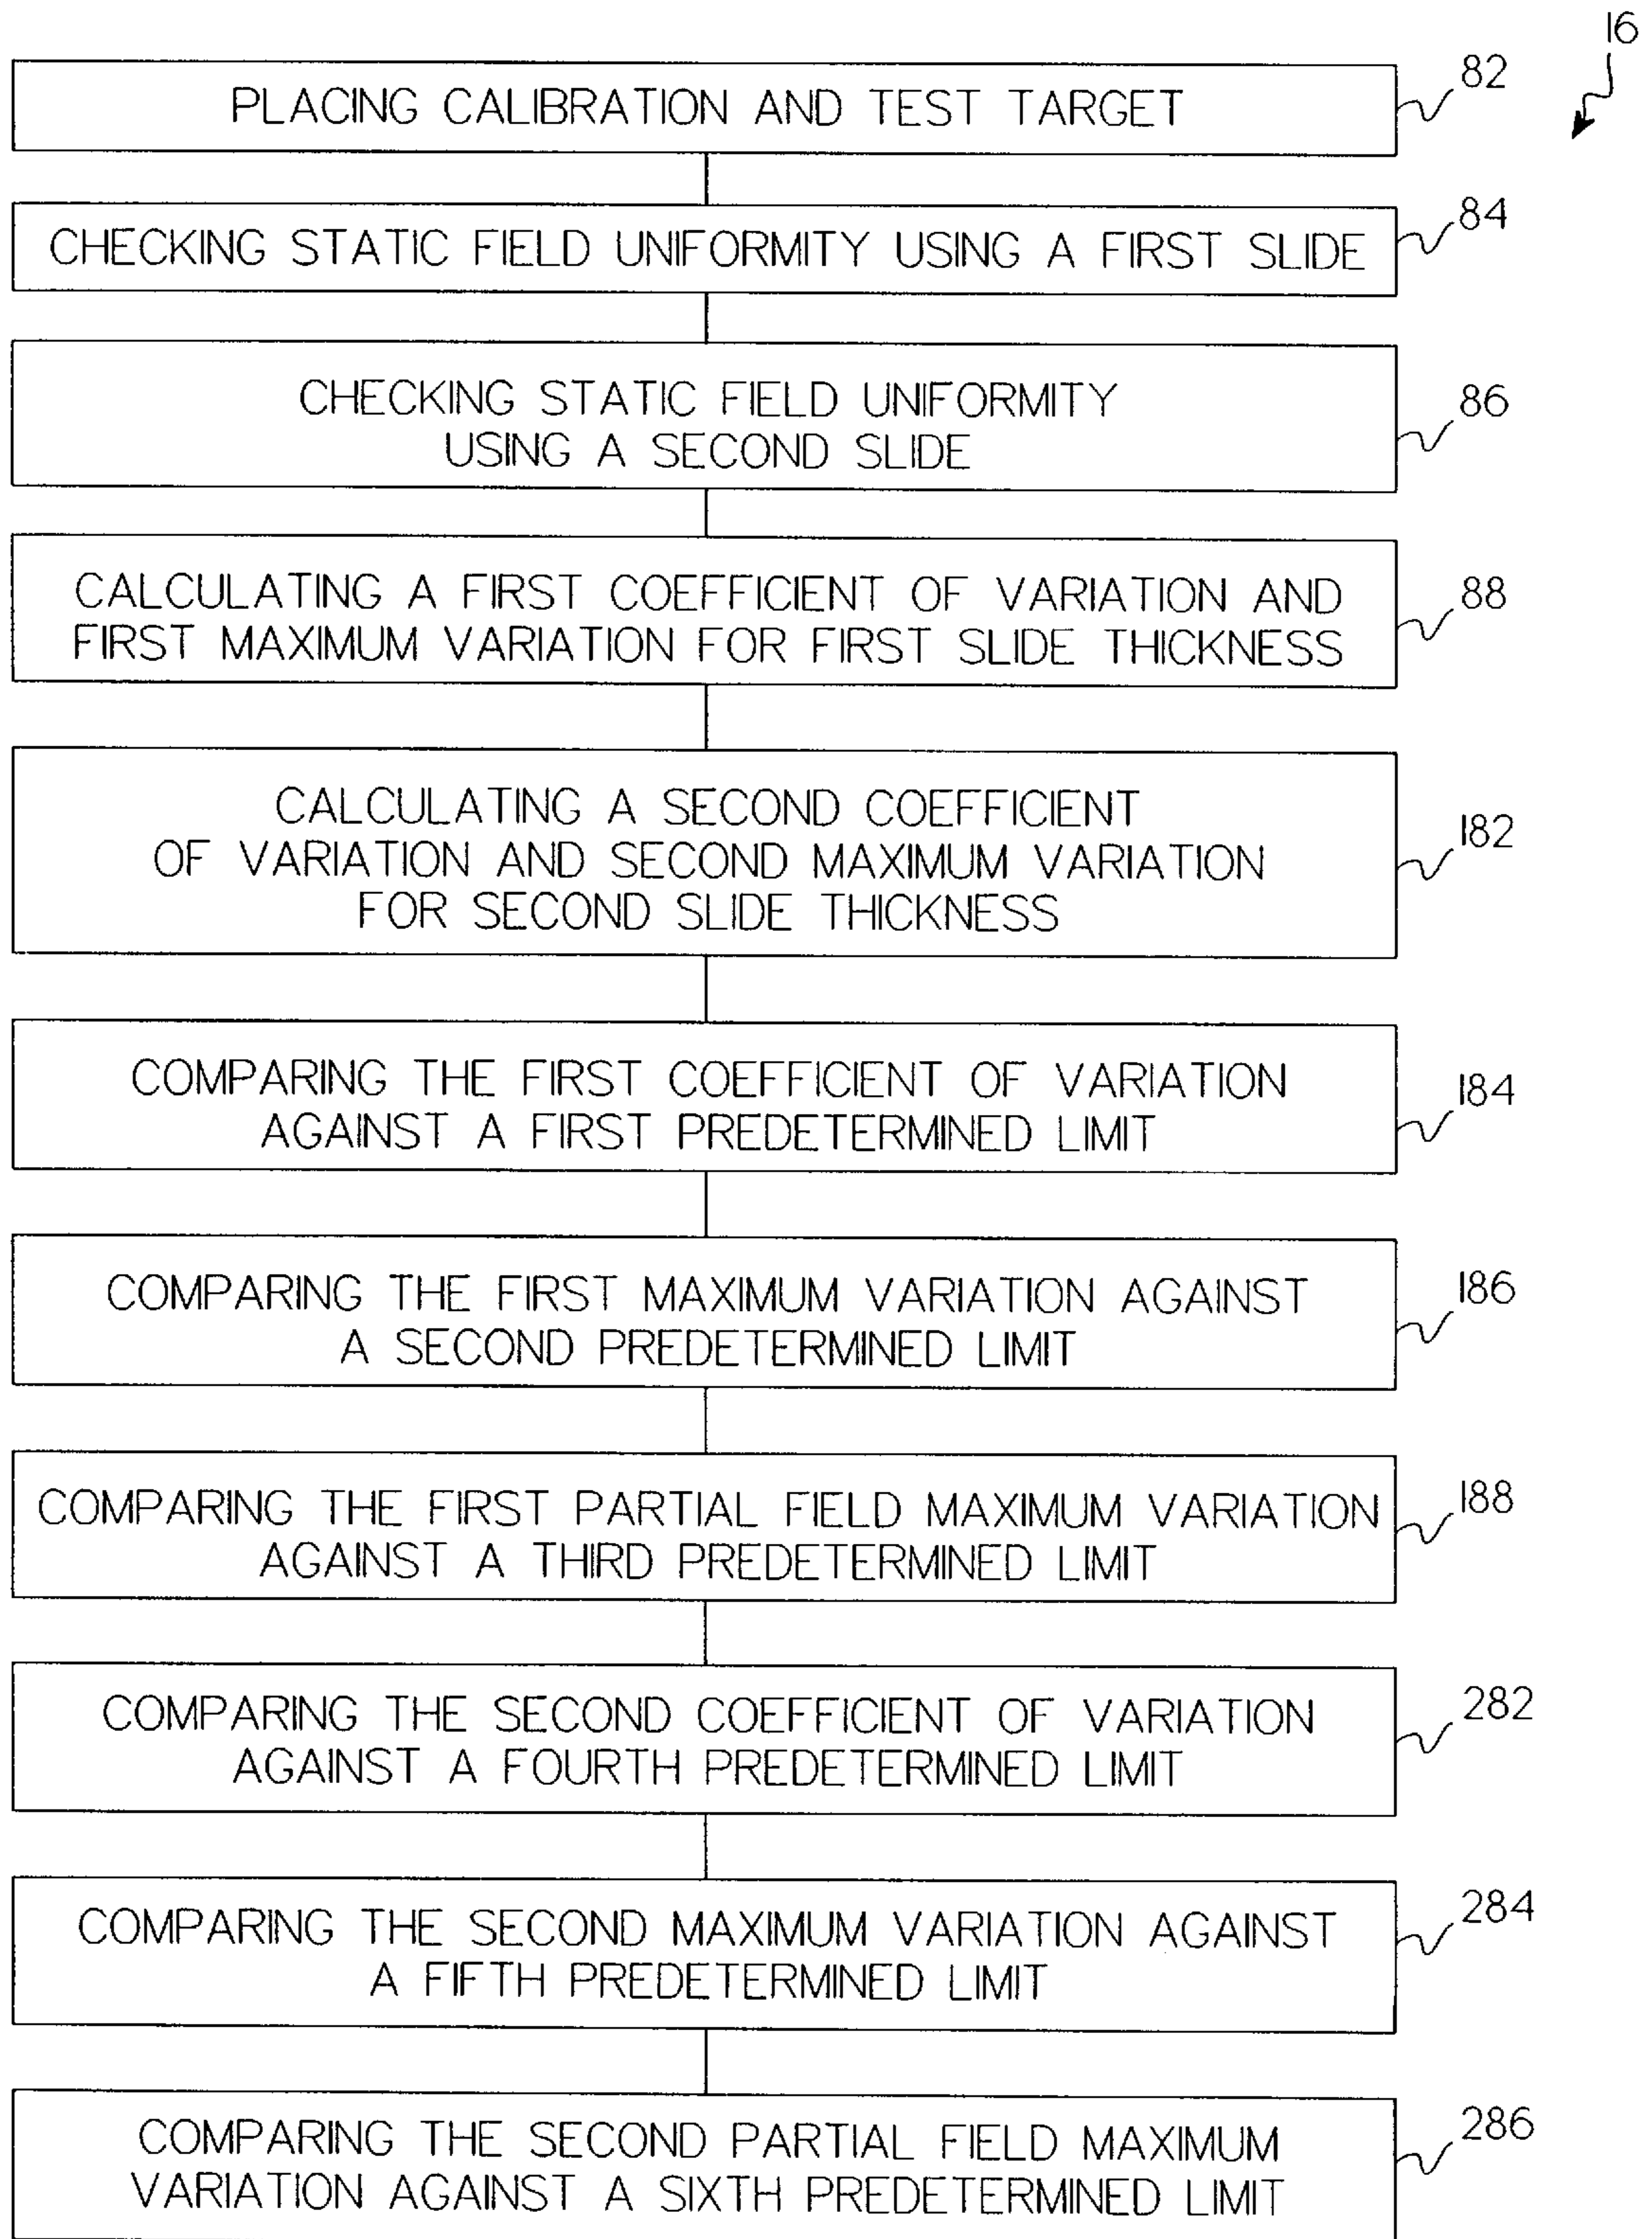 16
PLACING CALIBRATION AND TEST TARGET
82
CHECKING STATIC FIELD UNIFORMITY USING A FIRST SLIDE
84
CHECKING STATIC FIELD UNIFORMITY
USING A SECOND SLIDE
86
CALCULATING A FIRST COEFFICIENT OF VARIATION AND
FIRST MAXIMUM VARIATION FOR FIRST SLIDE THICKNESS
88
CALCULATING A SECOND COEFFICIENT
OF VARIATION AND SECOND MAXIMUM VARIATION
FOR SECOND SLIDE THICKNESS
182
COMPARING THE FIRST COEFFICIENT OF VARIATION
AGAINST A FIRST PREDETERMINED LIMIT
184
COMPARING THE FIRST MAXIMUM VARIATION AGAINST
A SECOND PREDETERMINED LIMIT
186
COMPARING THE FIRST PARTIAL FIELD MAXIMUM VARIATION
AGAINST A THIRD PREDETERMINED LIMIT
188
COMPARING THE SECOND COEFFICIENT OF VARIATION
AGAINST A FOURTH PREDETERMINED LIMIT
282
COMPARING THE SECOND MAXIMUM VARIATION AGAINST
A FIFTH PREDETERMINED LIMIT
284
COMPARING THE SECOND PARTIAL FIELD MAXIMUM
VARIATION AGAINST A SIXTH PREDETERMINED LIMIT
286